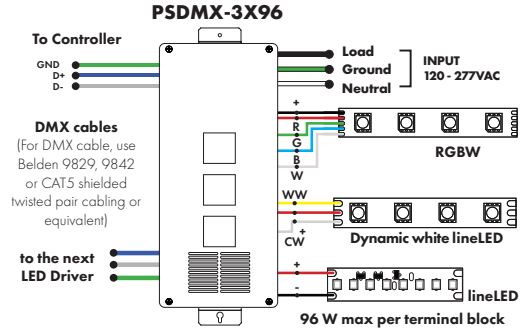 PSDMX-3X96
To Controller
GND
D+
D-
DMX cables
(For DMX cable, use
Belden 9829, 9842
or CAT5 shielded
twisted pair cabling or
equivalent)
to the next
LED Driver
Load
Ground
Neutral
INPUT
120 - 277VAC
+
R
G
B
W
RGBW
WW
+
CW
Dynamic white lineLED
+
-
lineLED
96 W max per terminal block